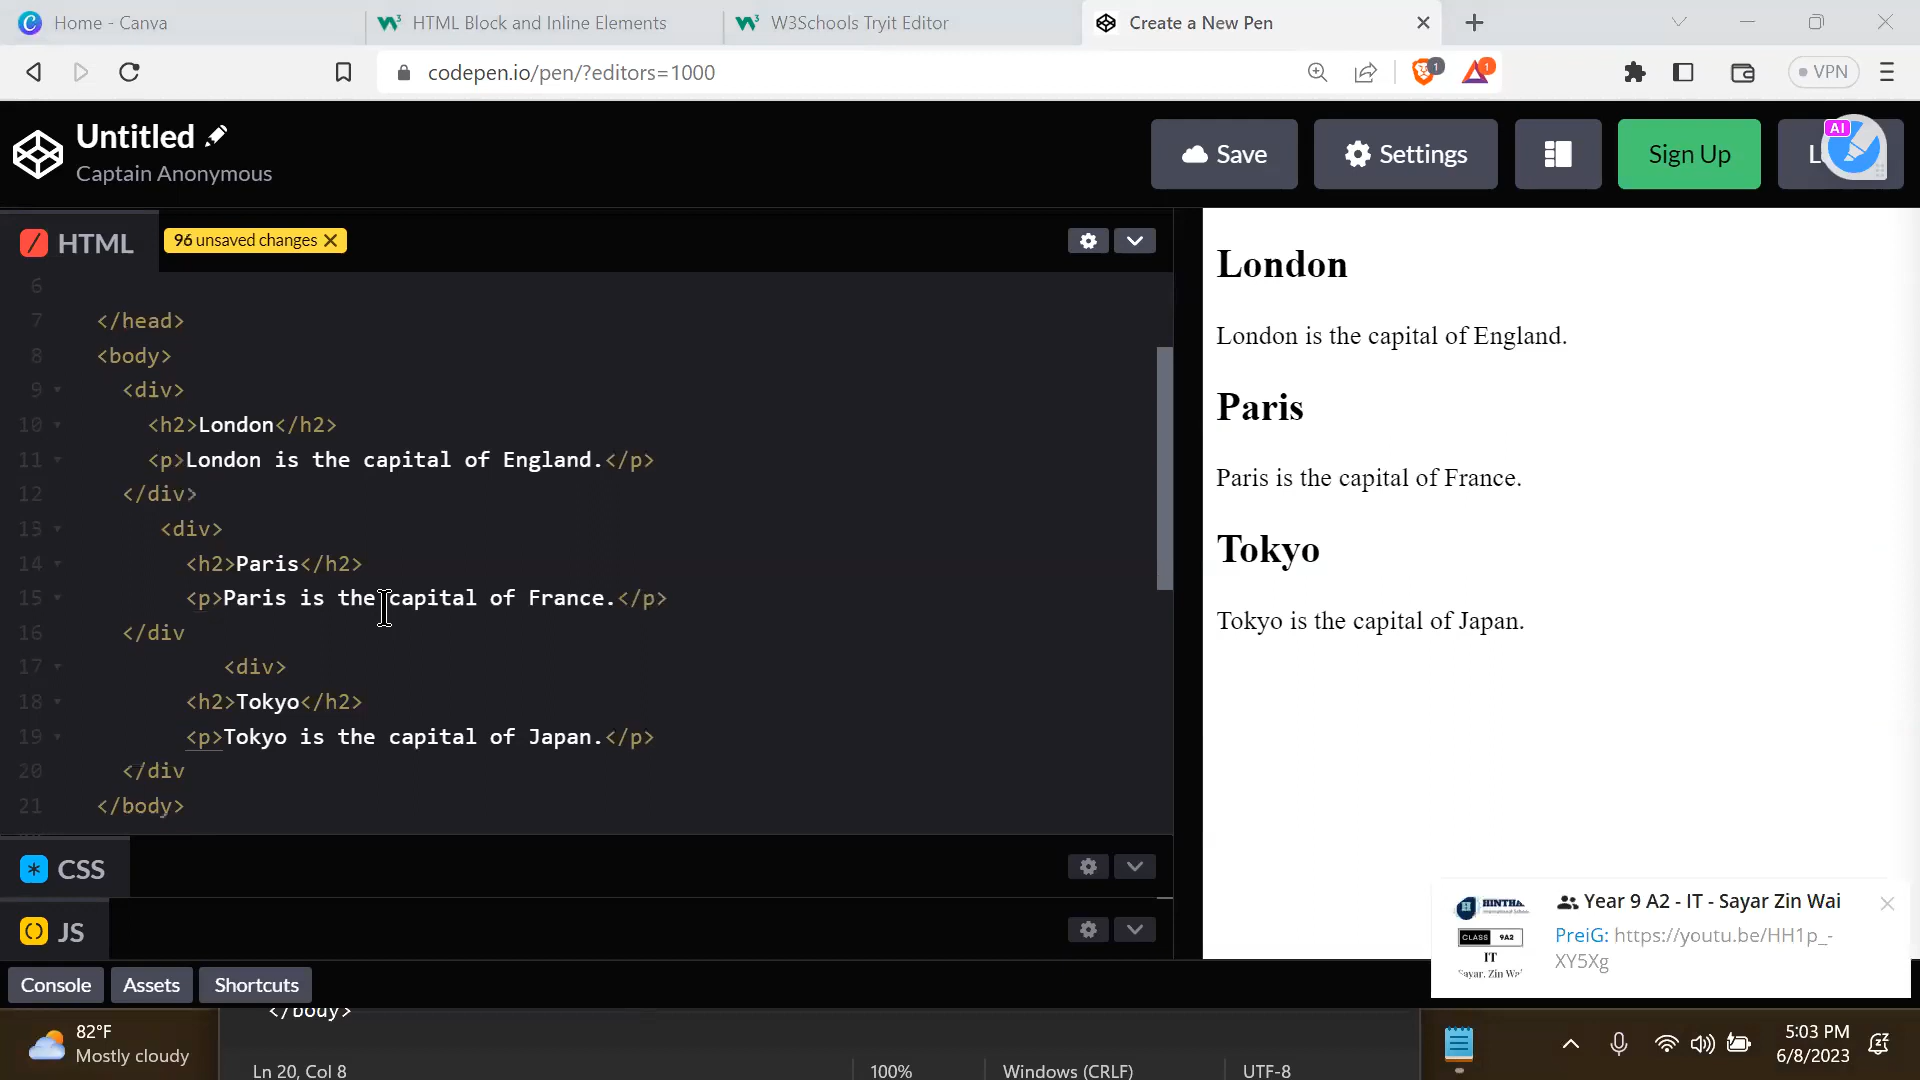 Home - Canva
HTML Block and Inline Elements
W3Schools Tryit Editor
Create a New Pen
codepen.io/pen/?editors=1000
1
1
VPN
Untitled
Captain Anonymous
Save
Settings
Sign Up
AI
HTML
96 unsaved changes
6
7 </head>
8 <body>
9 <div>
10 <h2>London</h2>
11 <p>London is the capital of England.</p>
12 </div>
13 <div>
14 <h2>Paris</h2>
15 <p>Paris is the capital of France.</p>
16 </div
17 <div>
18 <h2>Tokyo</h2>
19 <p>Tokyo is the capital of Japan.</p>
20 </div
21 </body>
London
London is the capital of England.
Paris
Paris is the capital of France.
Tokyo
Tokyo is the capital of Japan.
CSS
JS
Console
Assets
Shortcuts
HINTHA
CLASS 9A2
IT
Sayar, Zin Wai
Year 9 A2 - IT - Sayar Zin Wai
PreiG: https://youtu.be/HH1p_-
XY5Xg
</body>
82°F
Mostly cloudy
Ln 20, Col 8
100%
Windows (CRLF)
UTF-8
5:03 PM
6/8/2023